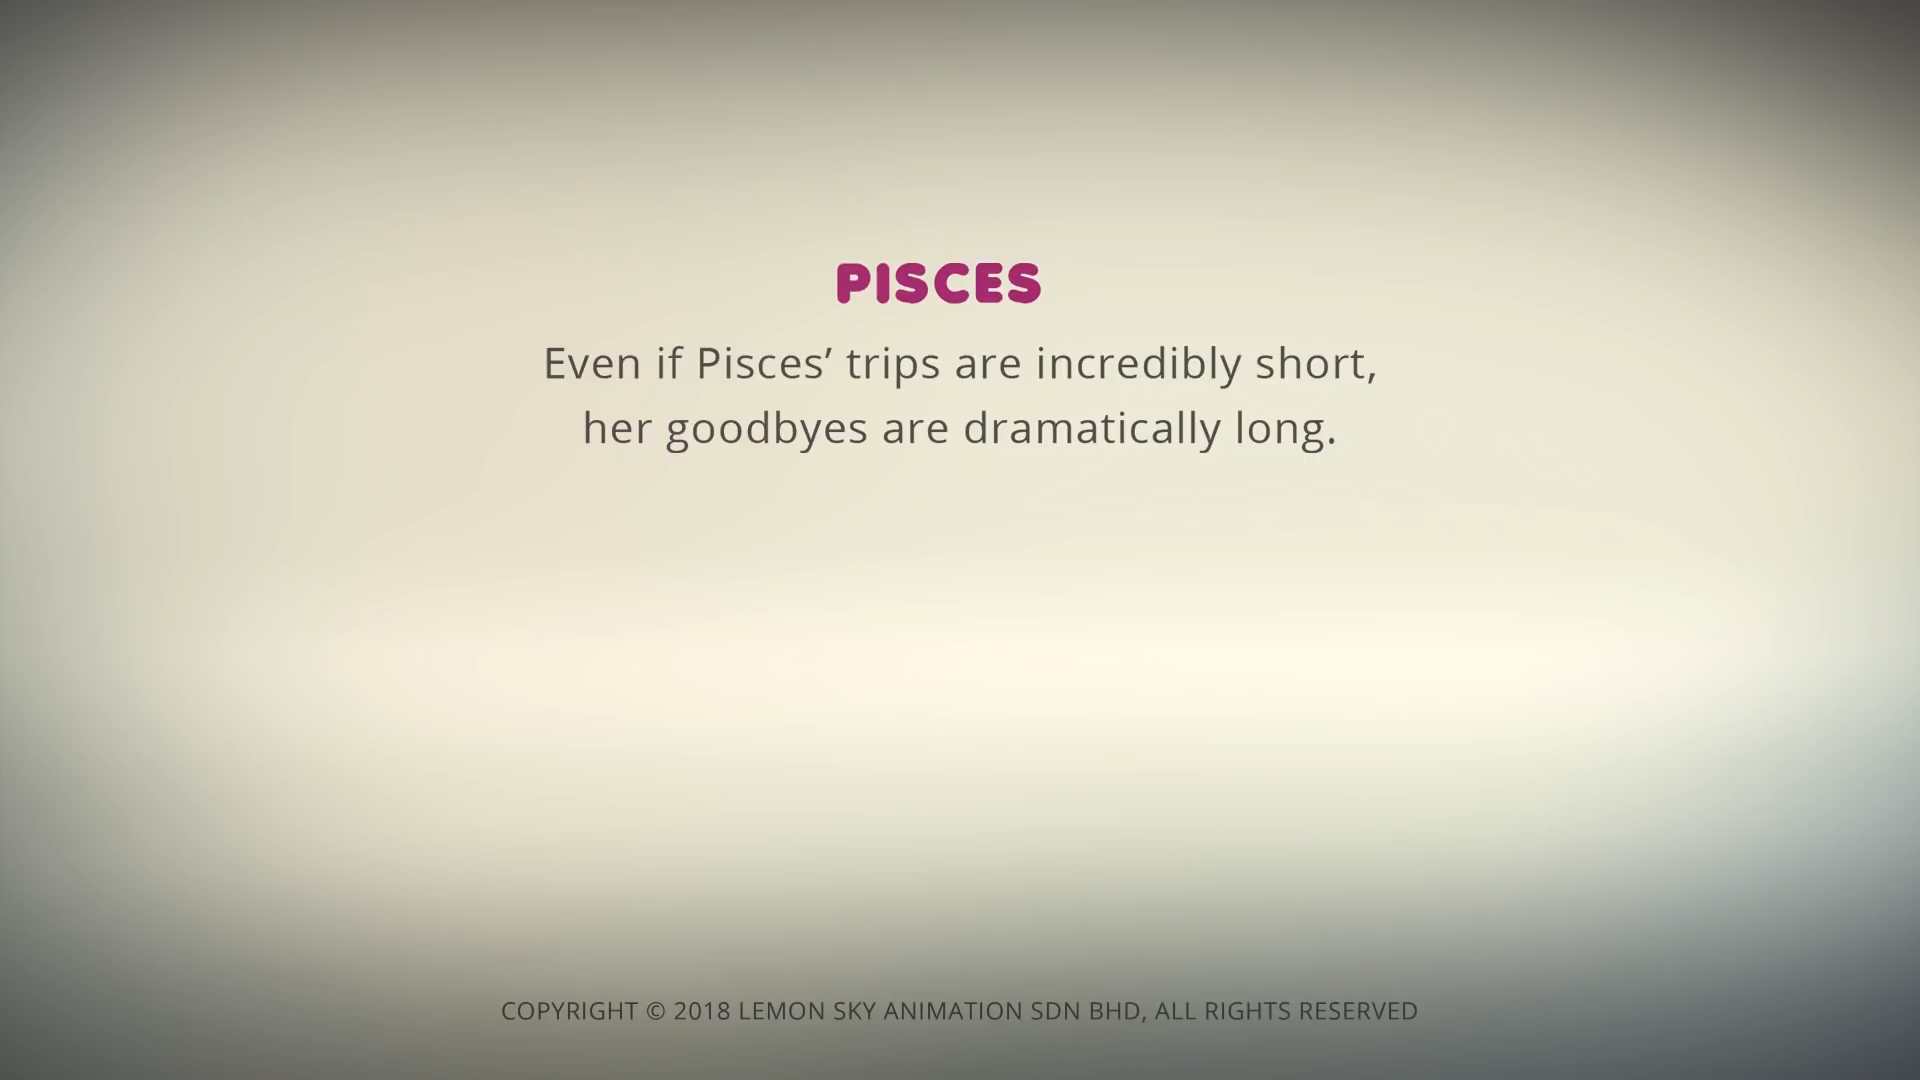 PISCES
Even if Pisces’ trips are incredibly short,
her goodbyes are dramatically long.
COPYRIGHT © 2018 LEMON SKY ANIMATION SDN BHD, ALL RIGHTS RESERVED